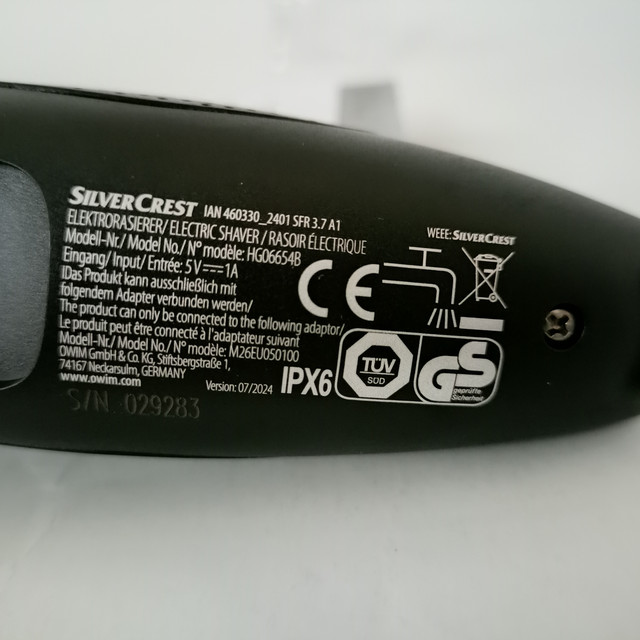 SILVERCREST IAN 460330_2401 SFR 3.7 A1
ELEKTRORASIERER/ ELECTRIC SHAVER/ RASOIR ÉLECTRIQUE
Modell-Nr./ Model No./ N° modèle: HG06654B
Eingang/ Input/ Entrée: 5 V⎓1A
IDas Produkt kann ausschließlich mit
folgendem Adapter verbunden werden/
The product can only be connected to the following adaptor/
Le produit peut être connecté à l'adaptateur suivant
Modell-Nr./ Model No./ N° modèle: M26EU050100
OWIM GmbH & Co. KG, Stiftsbergstraße 1,
74167 Neckarsulm, GERMANY
www.owim.com
Version: 07/2024
S/N. 029283
CE
WEEE: SILVERCREST
IPX6
TÜV
SÜD
GS
geprüfte
Sicherheit